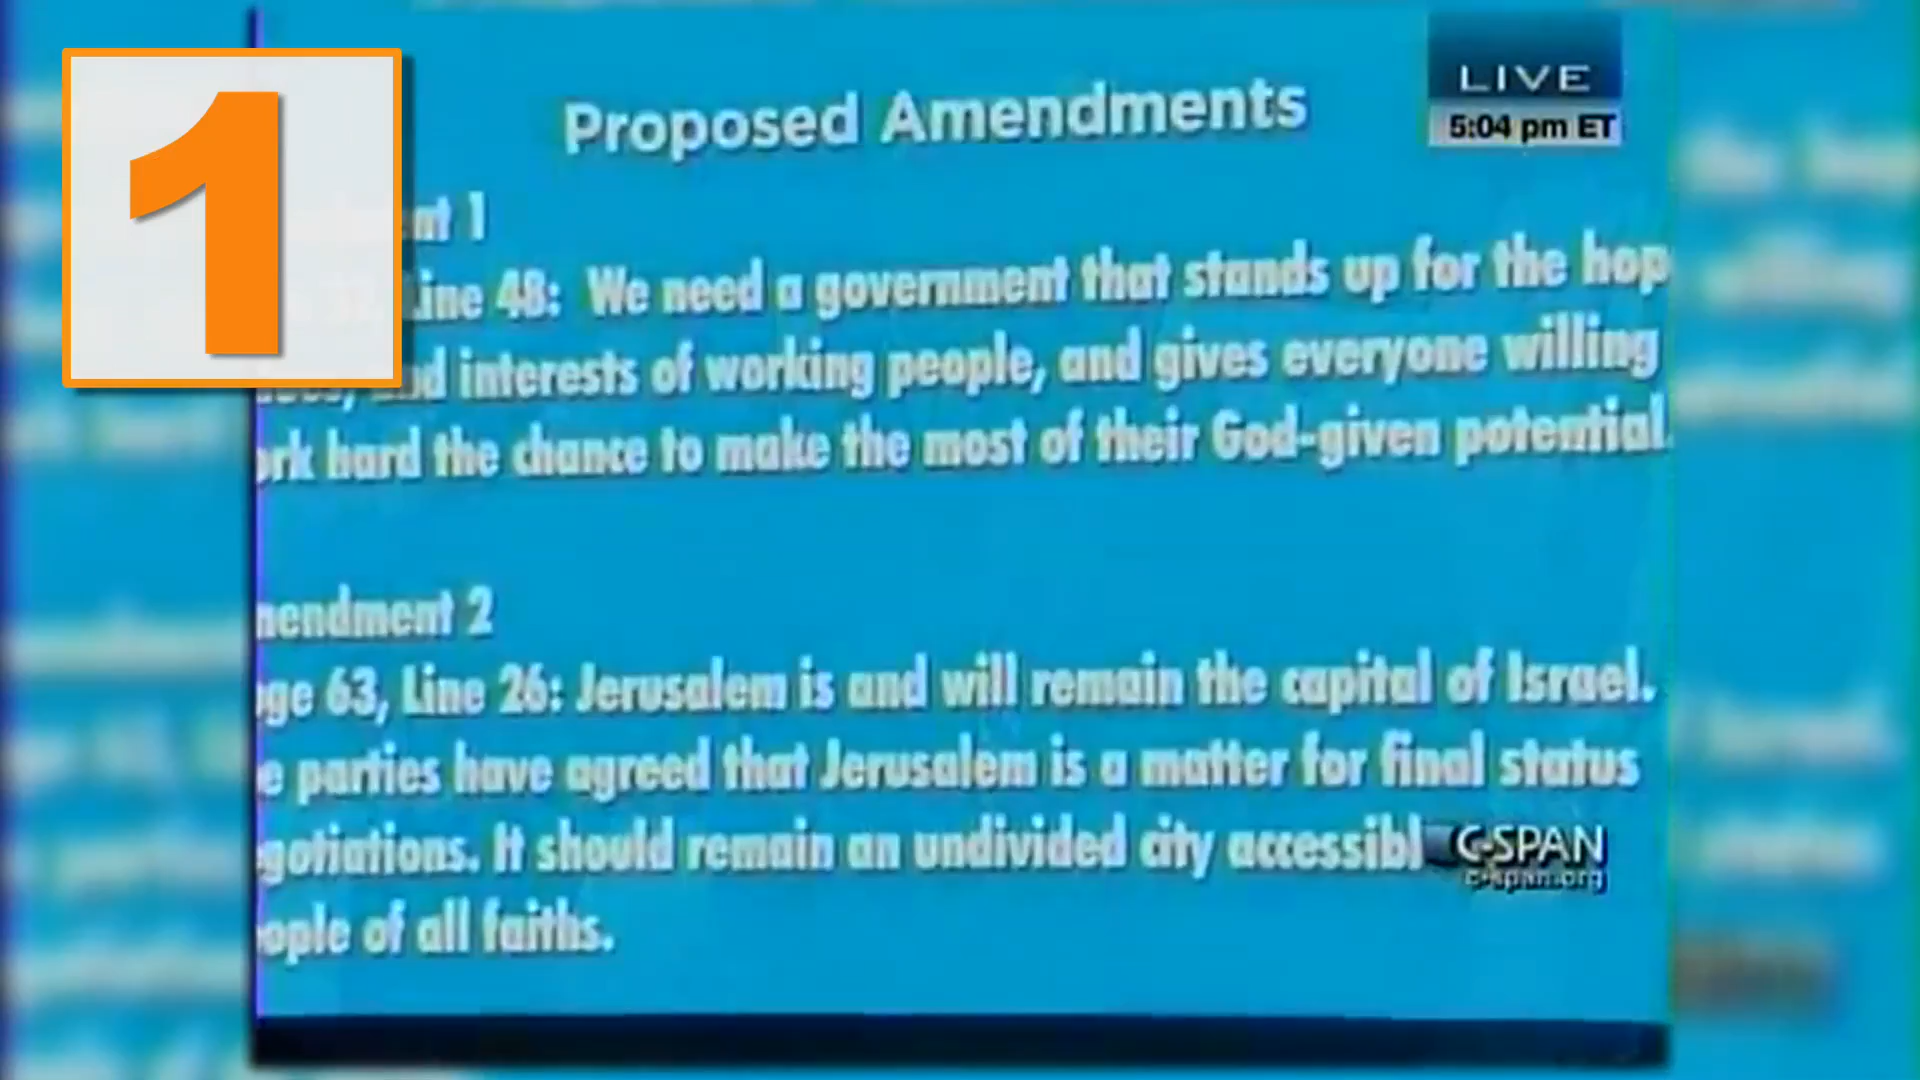 1
LIVE
5:04 pm ET
Proposed Amendments
nt 1
Line 48: We need a government that stands up for the hop
and interests of working people, and gives everyone willing
ork hard the chance to make the most of their God-given potential.
mendment 2
ge 63, Line 26: Jerusalem is and will remain the capital of Israel.
e parties have agreed that Jerusalem is a matter for final status
gotiations. It should remain an undivided city accessibl
ople of all faiths.
C-SPAN
c-span.org